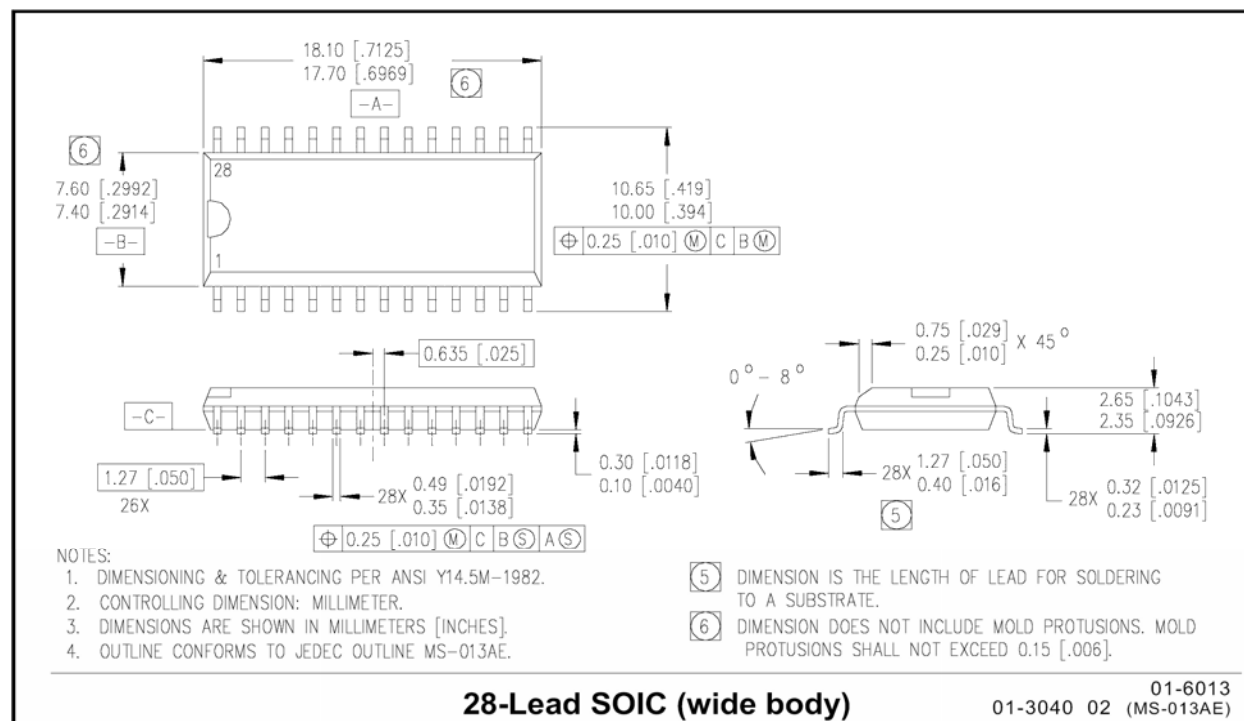 18.10 [.7125]
17.70 [.6969]
6
-A-
6
28
7.60 [.2992]
7.40 [.2914]
-B-
1
10.65 [.419]
10.00 [.394]
⌖ 0.25 [.010] Ⓜ C B Ⓜ
0.635 [.025]
0.75 [.029]
0.25 [.010] X 45°
0° - 8°
-C-
2.65 [.1043]
2.35 [.0926]
1.27 [.050]
26X
28X 0.49 [.0192]
0.35 [.0138]
0.30 [.0118]
0.10 [.0040]
28X 1.27 [.050]
0.40 [.016]
5
28X 0.32 [.0125]
0.23 [.0091]
⌖ 0.25 [.010] Ⓜ C B Ⓢ A Ⓢ
NOTES:
1. DIMENSIONING & TOLERANCING PER ANSI Y14.5M-1982.
2. CONTROLLING DIMENSION: MILLIMETER.
3. DIMENSIONS ARE SHOWN IN MILLIMETERS [INCHES].
4. OUTLINE CONFORMS TO JEDEC OUTLINE MS-013AE.
5 DIMENSION IS THE LENGTH OF LEAD FOR SOLDERING
TO A SUBSTRATE.
6 DIMENSION DOES NOT INCLUDE MOLD PROTUSIONS. MOLD
PROTUSIONS SHALL NOT EXCEED 0.15 [.006].
28-Lead SOIC (wide body)
01-6013
01-3040 02 (MS-013AE)